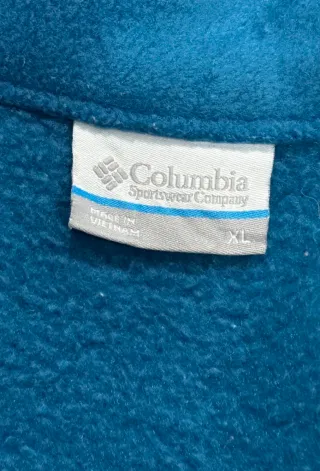 Columbia
Sportswear Company
MADE IN
VIETNAM
XL